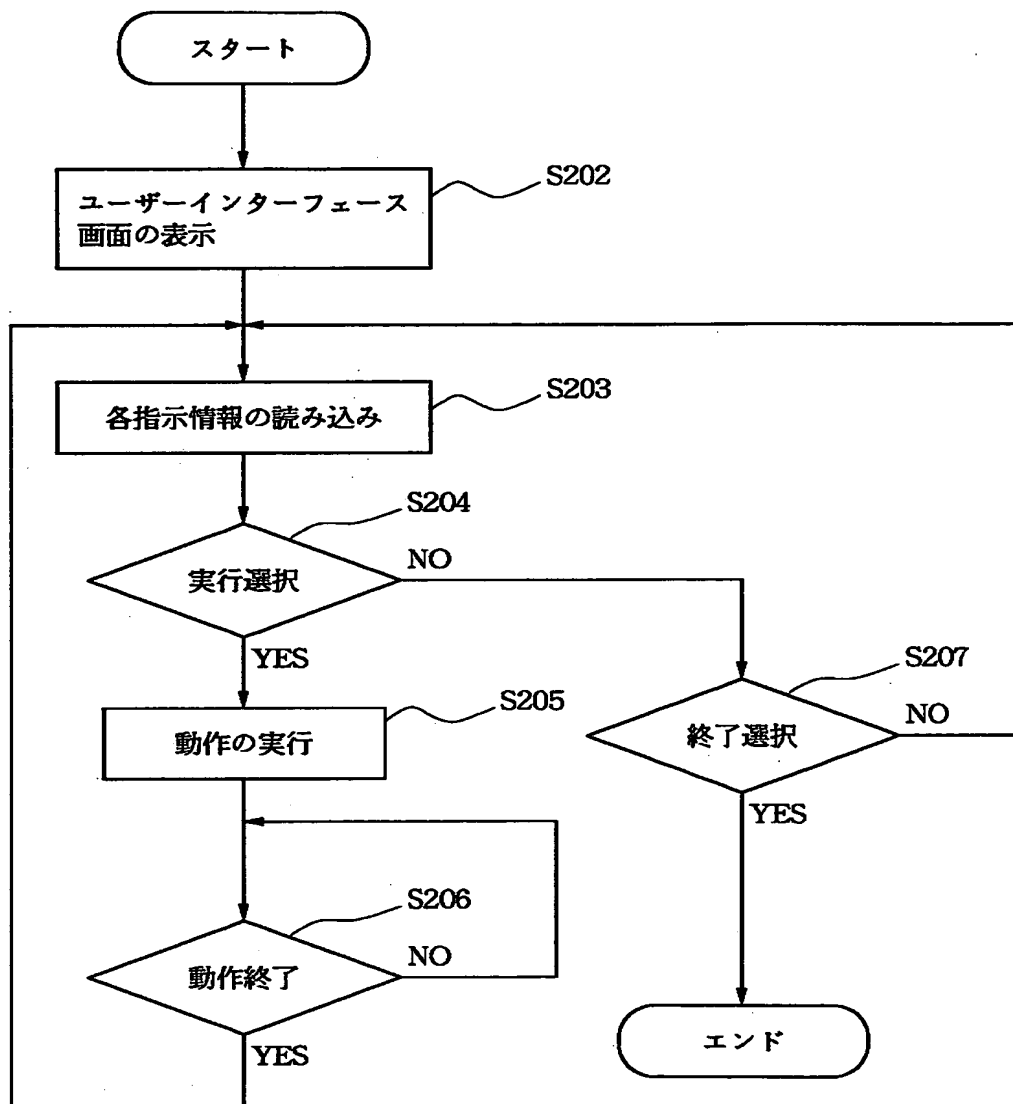 スタート
S202
ユーザーインターフェース
画面の表示
S203
各指示情報の読み込み
S204
実行選択
NO
YES
S205
動作の実行
S207
終了選択
NO
YES
S206
動作終了
NO
YES
エンド